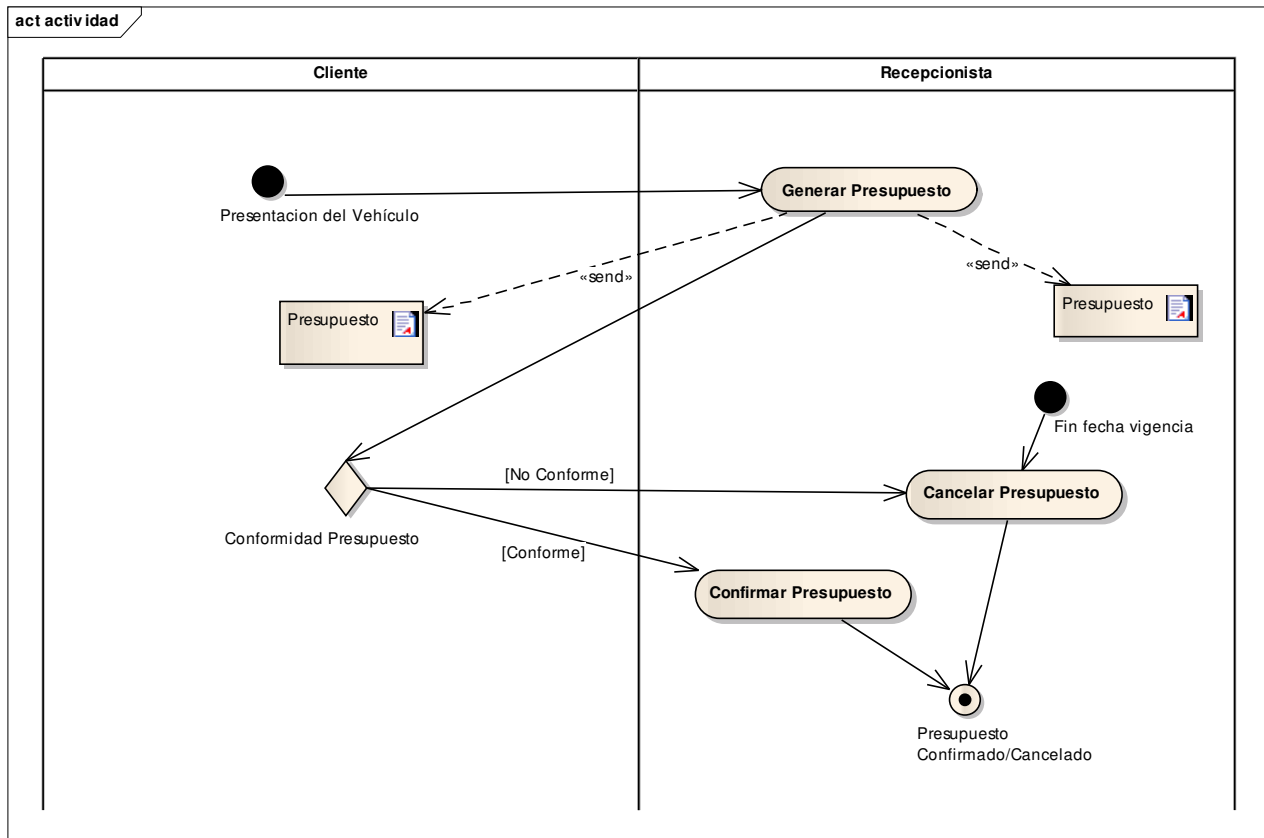 act actividad
Cliente
Recepcionista
Generar Presupuesto
Presentacion del Vehículo
«send»
«send»
Presupuesto
Presupuesto
Fin fecha vigencia
[No Conforme]
Cancelar Presupuesto
Conformidad Presupuesto
[Conforme]
Confirmar Presupuesto
Presupuesto
Confirmado/Cancelado